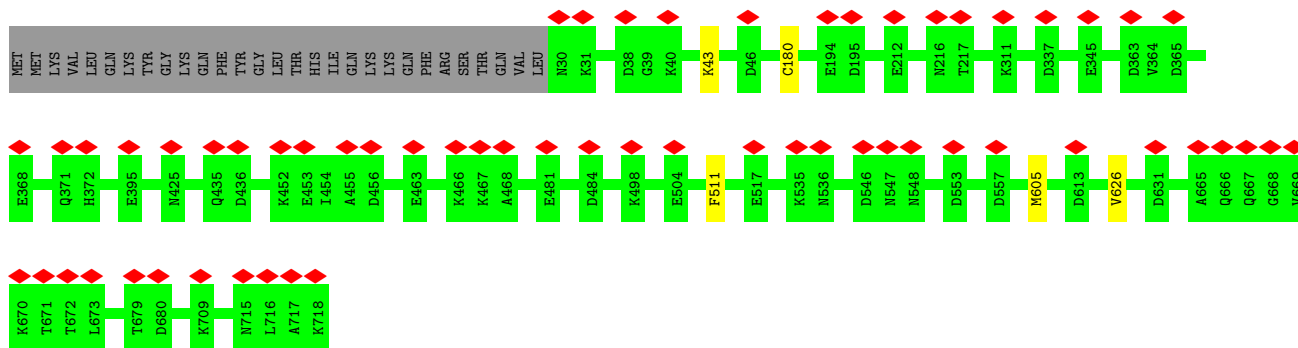 MET MET LYS VAL LEU GLN LYS TYR GLY LYS GLN PHE TYR GLY LEU THR HIS ILE GLN LYS LYS GLN PHE ARG SER THR GLN VAL LEU N30 K31 D38 G39 K40 K43 D46 C180 E194 D195 E212 N216 T217 K311 D337 E345 D363 V364 D365
E368 Q371 H372 E395 N425 Q435 D436 K452 E453 I454 A455 D456 E463 K466 K467 A468 E481 D484 K498 E504 F511 E517 K535 N536 D546 N547 N548 D553 D557 M605 D613 V626 D631 A665 Q666 Q667 G668 V669
K670 T671 T672 L673 T679 D680 K709 N715 L716 A717 K718